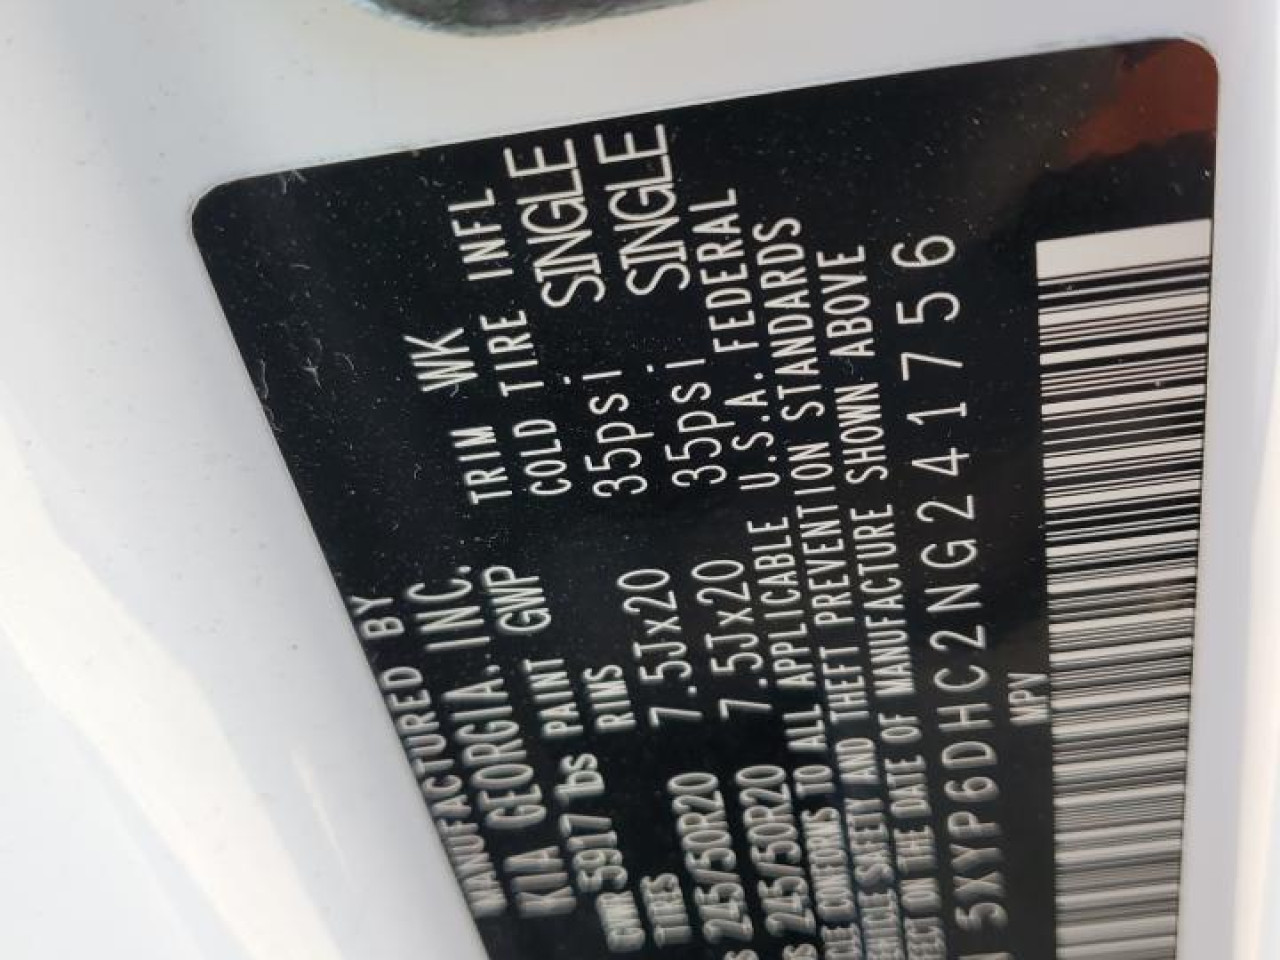 MANUFACTURED BY
KIA GEORGIA, INC.
PAINT GWP TRIM WK
GVWR 5917 lbs
TIRES RIMS COLD TIRE INFL
245/50R20 7.5Jx20 35psi SINGLE
245/50R20 7.5Jx20 35psi SINGLE
CONFORMS TO ALL APPLICABLE U.S.A. FEDERAL
SAFETY AND THEFT PREVENTION STANDARDS
ON THE DATE OF MANUFACTURE SHOWN ABOVE
5XYP6DHC2NG241756
MPV